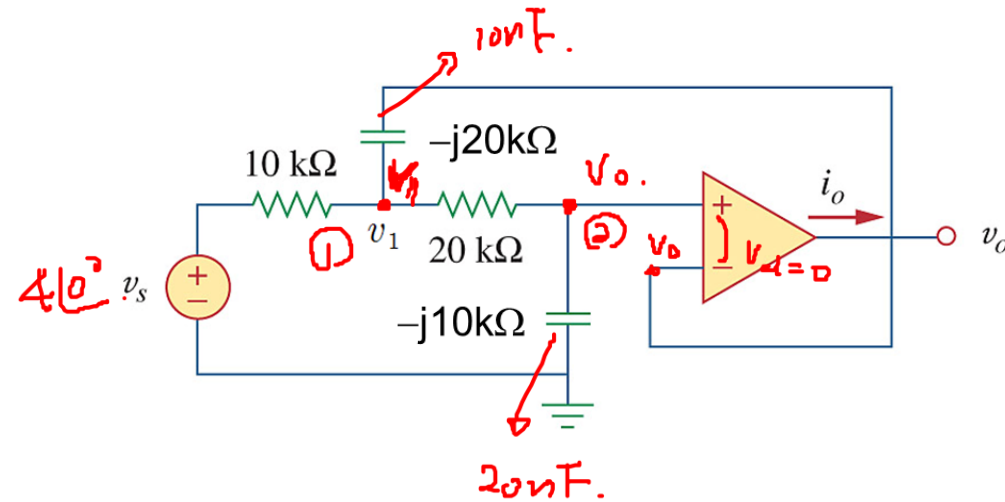 10nF.
–j20kΩ
10 kΩ
V1
Vo.
io
+
① v1
20 kΩ
②
Vo
Vd=0
–
vo
4∠0° vs
+
–
–j10kΩ
20nF.